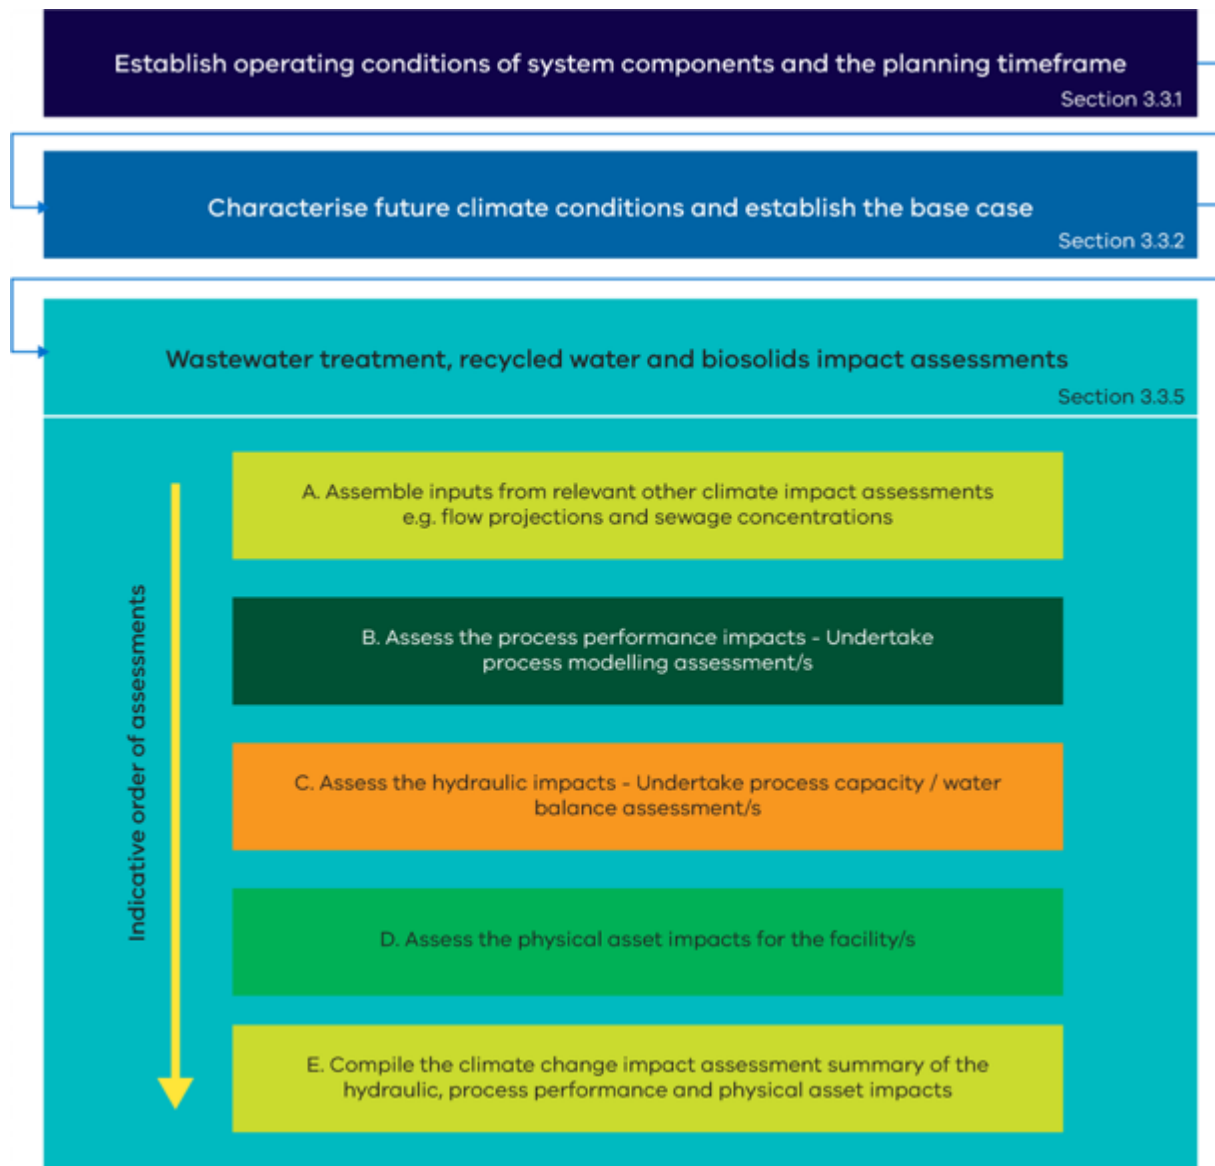 Establish operating conditions of system components and the planning timeframe
Section 3.3.1
Characterise future climate conditions and establish the base case
Section 3.3.2
Wastewater treatment, recycled water and biosolids impact assessments
Section 3.3.5
Indicative order of assessments
A. Assemble inputs from relevant other climate impact assessments
e.g. flow projections and sewage concentrations
B. Assess the process performance impacts - Undertake
process modelling assessment/s
C. Assess the hydraulic impacts - Undertake process capacity / water
balance assessment/s
D. Assess the physical asset impacts for the facility/s
E. Compile the climate change impact assessment summary of the
hydraulic, process performance and physical asset impacts